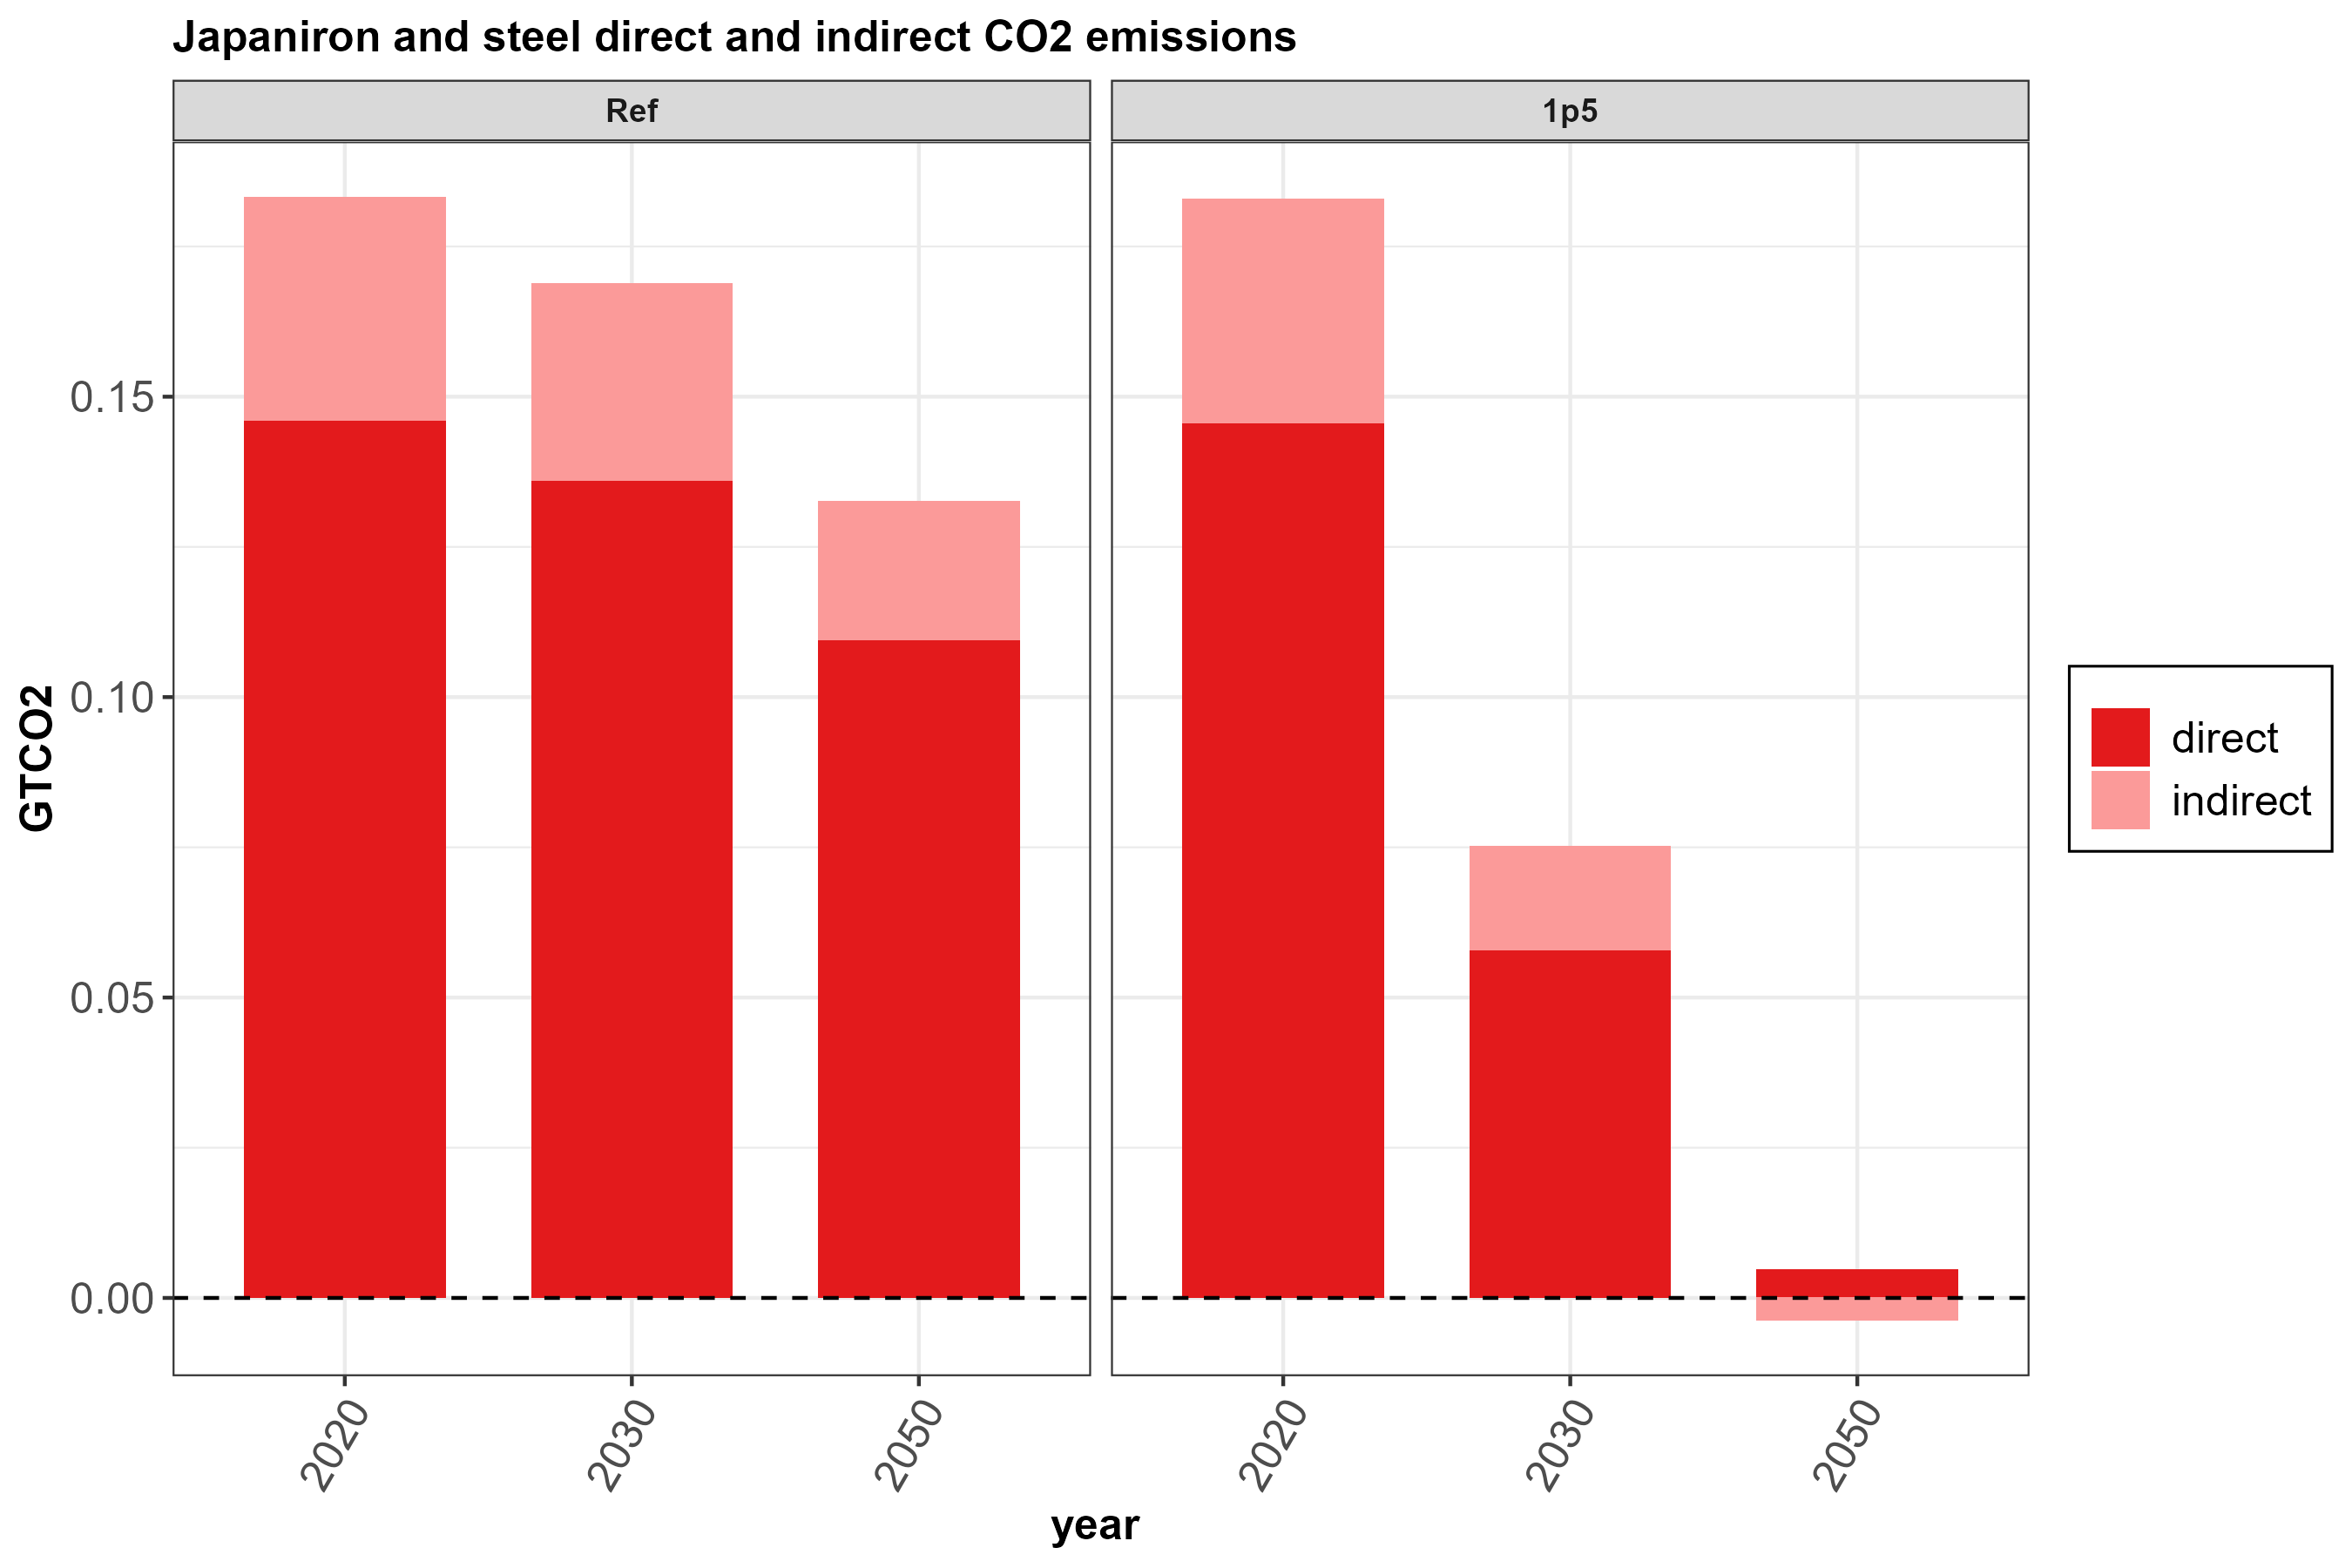 Japaniron and steel direct and indirect CO2 emissions
Ref
1p5
GTCO2
0.15
0.10
0.05
0.00
2020
2030
2050
2020
2030
2050
year
direct
indirect